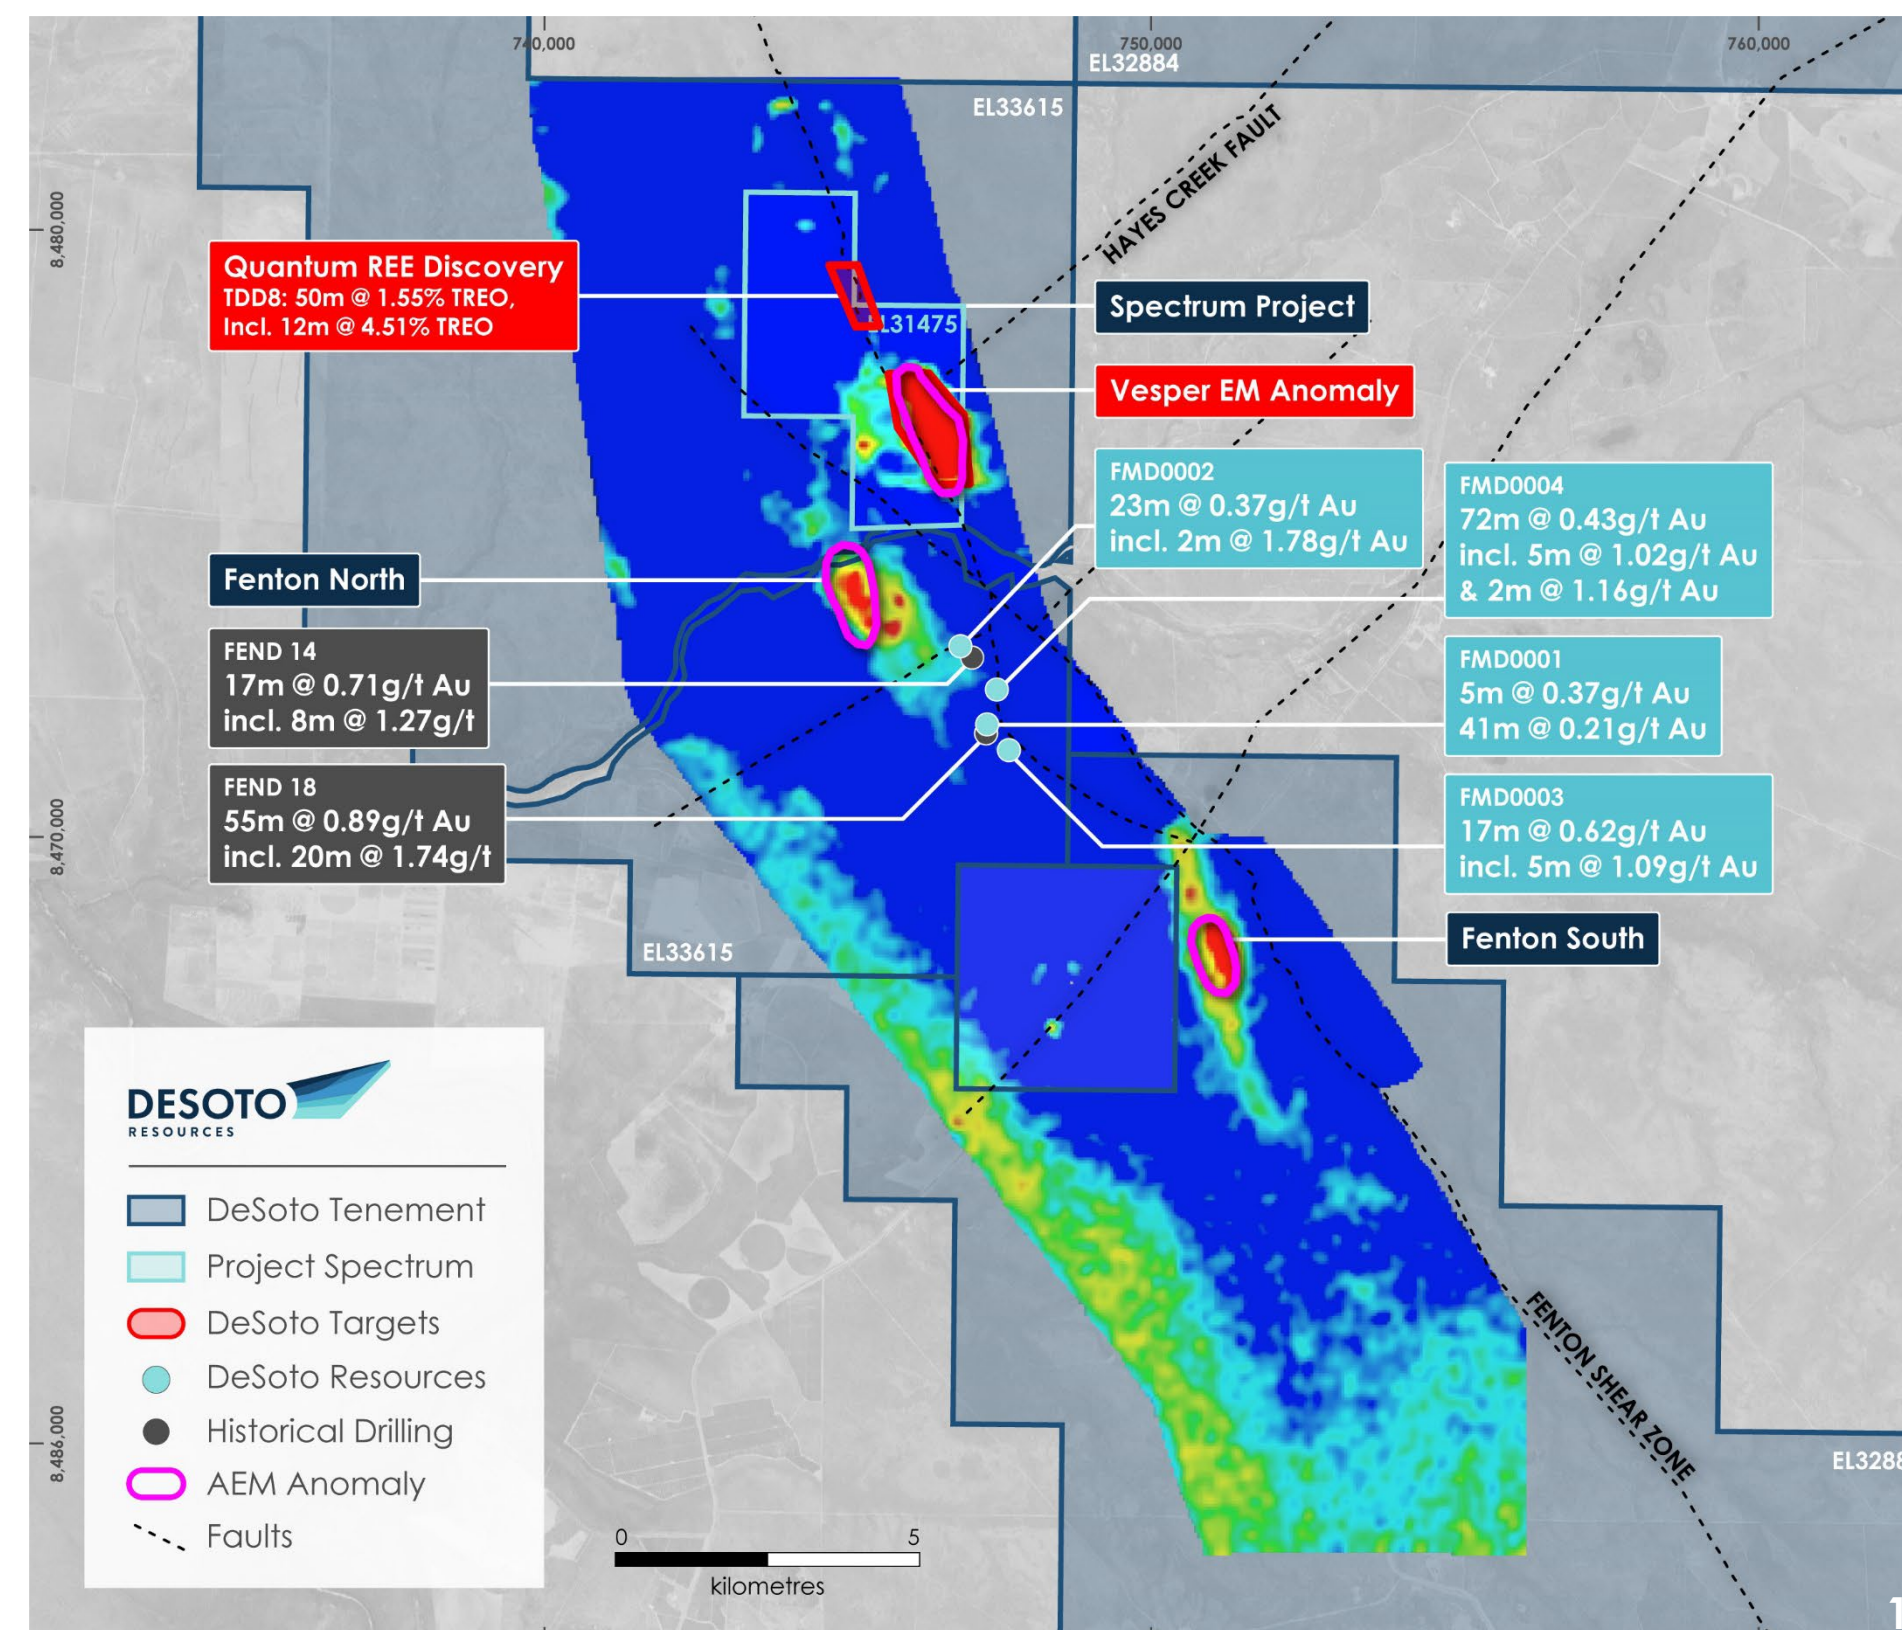 740,000
750,000
760,000
EL32884
EL33615
HAYES CREEK FAULT
8,480,000
Quantum REE Discovery
TDD8: 50m @ 1.55% TREO,
Incl. 12m @ 4.51% TREO
Spectrum Project
EL31475
Vesper EM Anomaly
FMD0002
23m @ 0.37g/t Au
incl. 2m @ 1.78g/t Au
FMD0004
72m @ 0.43g/t Au
incl. 5m @ 1.02g/t Au
& 2m @ 1.16g/t Au
Fenton North
FEND 14
17m @ 0.71g/t Au
incl. 8m @ 1.27g/t
FMD0001
5m @ 0.37g/t Au
41m @ 0.21g/t Au
FEND 18
55m @ 0.89g/t Au
incl. 20m @ 1.74g/t
8,470,000
FMD0003
17m @ 0.62g/t Au
incl. 5m @ 1.09g/t Au
Fenton South
EL33615
DESOTO
RESOURCES
DeSoto Tenement
Project Spectrum
DeSoto Targets
DeSoto Resources
Historical Drilling
AEM Anomaly
Faults
8,486,000
FENTON SHEAR ZONE
EL3288
0 5
kilometres
1